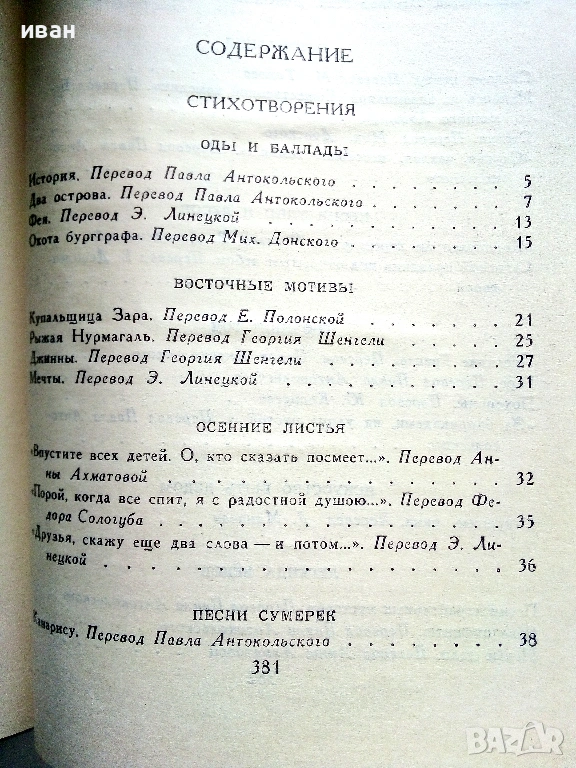 иван
СОДЕРЖАНИЕ
СТИХОТВОРЕНИЯ
ОДЫ И БАЛЛАДЫ
История. Перевод Павла Антокольского . . . . . . . . 5
Два острова. Перевод Павла Антокольского . . . . . . . 7
Фея. Перевод Э. Линецкой . . . . . . . . . . . . 13
Охота бургграфа. Перевод Мих. Донского . . . . . . . 15
ВОСТОЧНЫЕ МОТИВЫ
Купальщица Зара. Перевод Е. Полонской . . . . . . . 21
Рыжая Нурмагаль. Перевод Георгия Шенгели . . . . . . 25
Джинны. Перевод Георгия Шенгели . . . . . . . . . 27
Мечты. Перевод Э. Линецкой . . . . . . . . . . . 31
ОСЕННИЕ ЛИСТЬЯ
«Впустите всех детей. О, кто сказать посмеет...». Перевод Ан-
ны Ахматовой . . . . . . . . . . . . . . . 32
«Порой, когда все спит, я с радостной душою...». Перевод Фе-
дора Сологуба . . . . . . . . . . . . . . . 35
«Друзья, скажу еще два слова — и потом...». Перевод Э. Ли-
нецкой . . . . . . . . . . . . . . . . . . 36
ПЕСНИ СУМЕРЕК
Канарису. Перевод Павла Антокольского . . . . . . . . 38
381
BAZAR